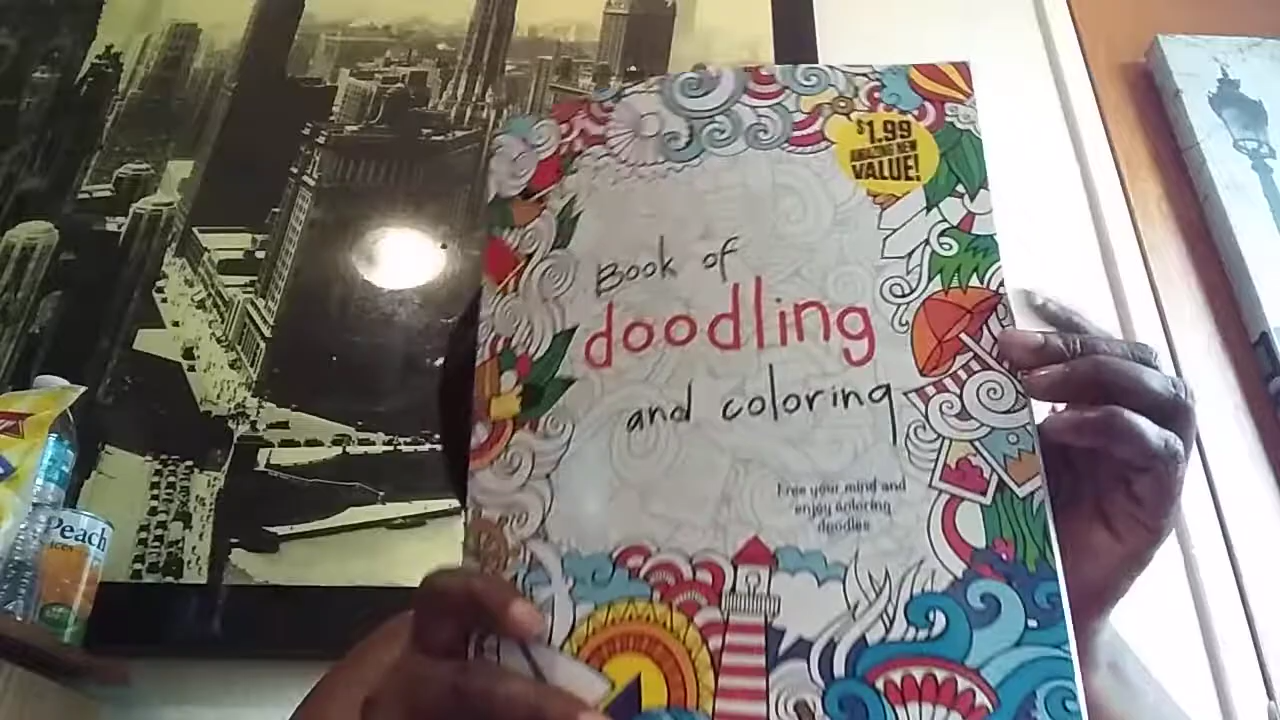 $1.99
AMAZING NEW
VALUE!
Book of
doodling
and coloring
Free your mind and
enjoy coloring
doodles
Peach